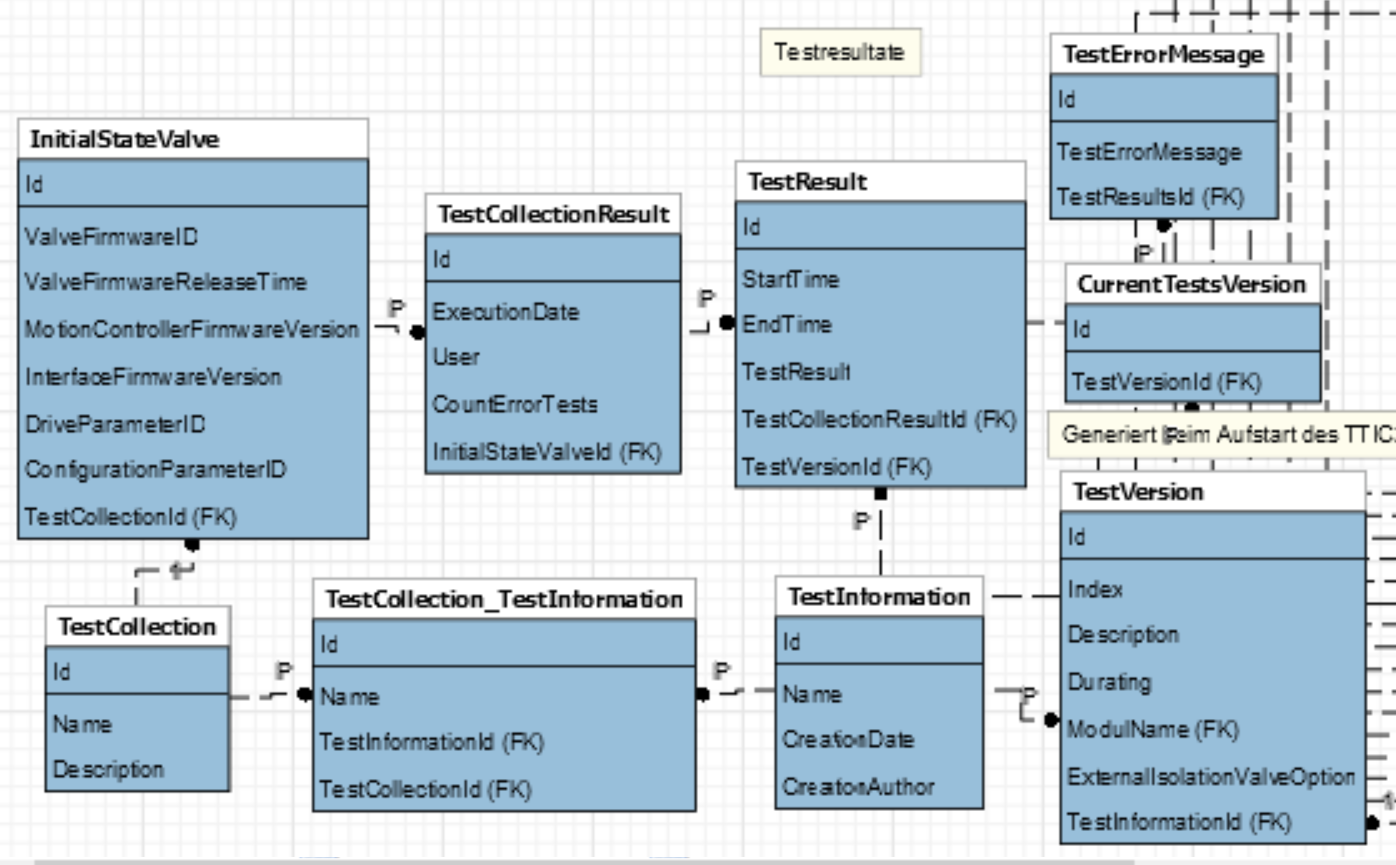 Testresultate
TestErrorMessage
Id
TestErrorMessage
TestResultsId (FK)
P
InitialStateValve
Id
ValveFirmwareID
ValveFirmwareReleaseTime
MotionControllerFirmwareVersion
InterfaceFirmwareVersion
DriveParameterID
ConfigurationParameterID
TestCollectionId (FK)
P
TestCollectionResult
Id
ExecutionDate
User
CountErrorTests
InitialStateValveId (FK)
P
TestResult
Id
StartTime
EndTime
TestResult
TestCollectionResultId (FK)
TestVersionId (FK)
P
CurrentTestsVersion
Id
TestVersionId (FK)
Generiert beim Aufstart des TTIC
TestCollection
Id
Name
Description
P
TestCollection_TestInformation
Id
Name
TestInformationId (FK)
TestCollectionId (FK)
P
TestInformation
Id
Name
CreationDate
CreationAuthor
P
TestVersion
Id
Index
Description
Durating
ModulName (FK)
ExternalIsolationValveOption
TestInformationId (FK)